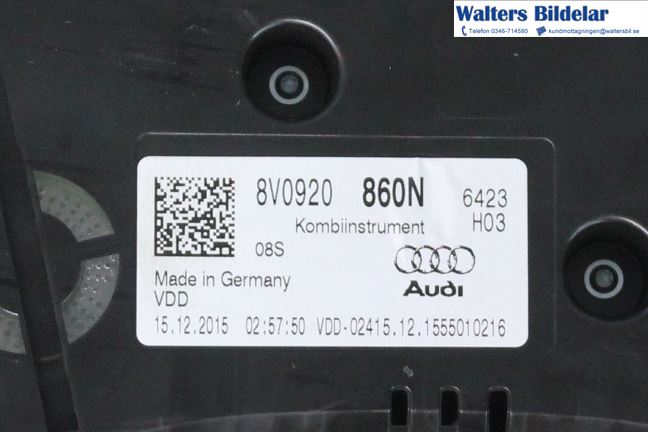 Walters Bildelar
Telefon 0346-714580 kundmottagningen@waltersbil.se
8V0920 860N 6423
Kombiinstrument H03
08S
Audi
Made in Germany
VDD
15.12.2015 02:57:50 VDD-02415.12.1555010216